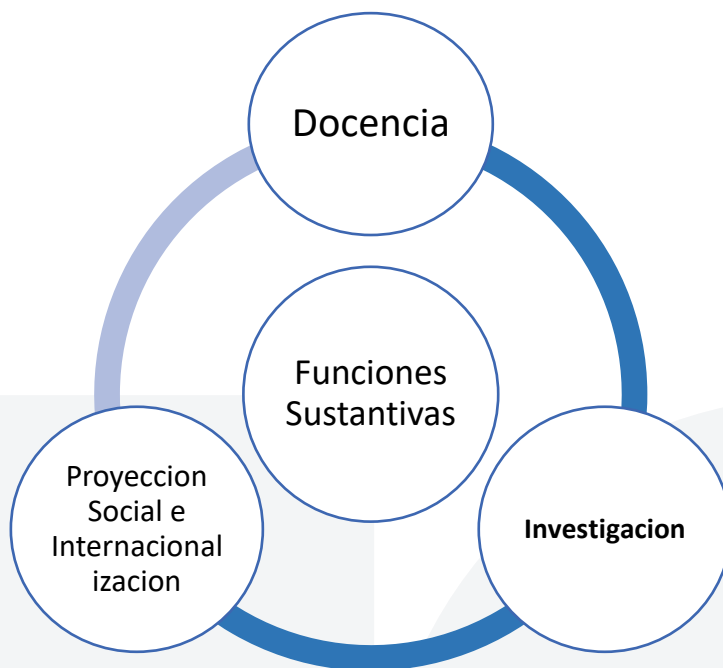 Docencia
Funciones
Sustantivas
Proyeccion
Social e
Internacional
izacion
Investigacion